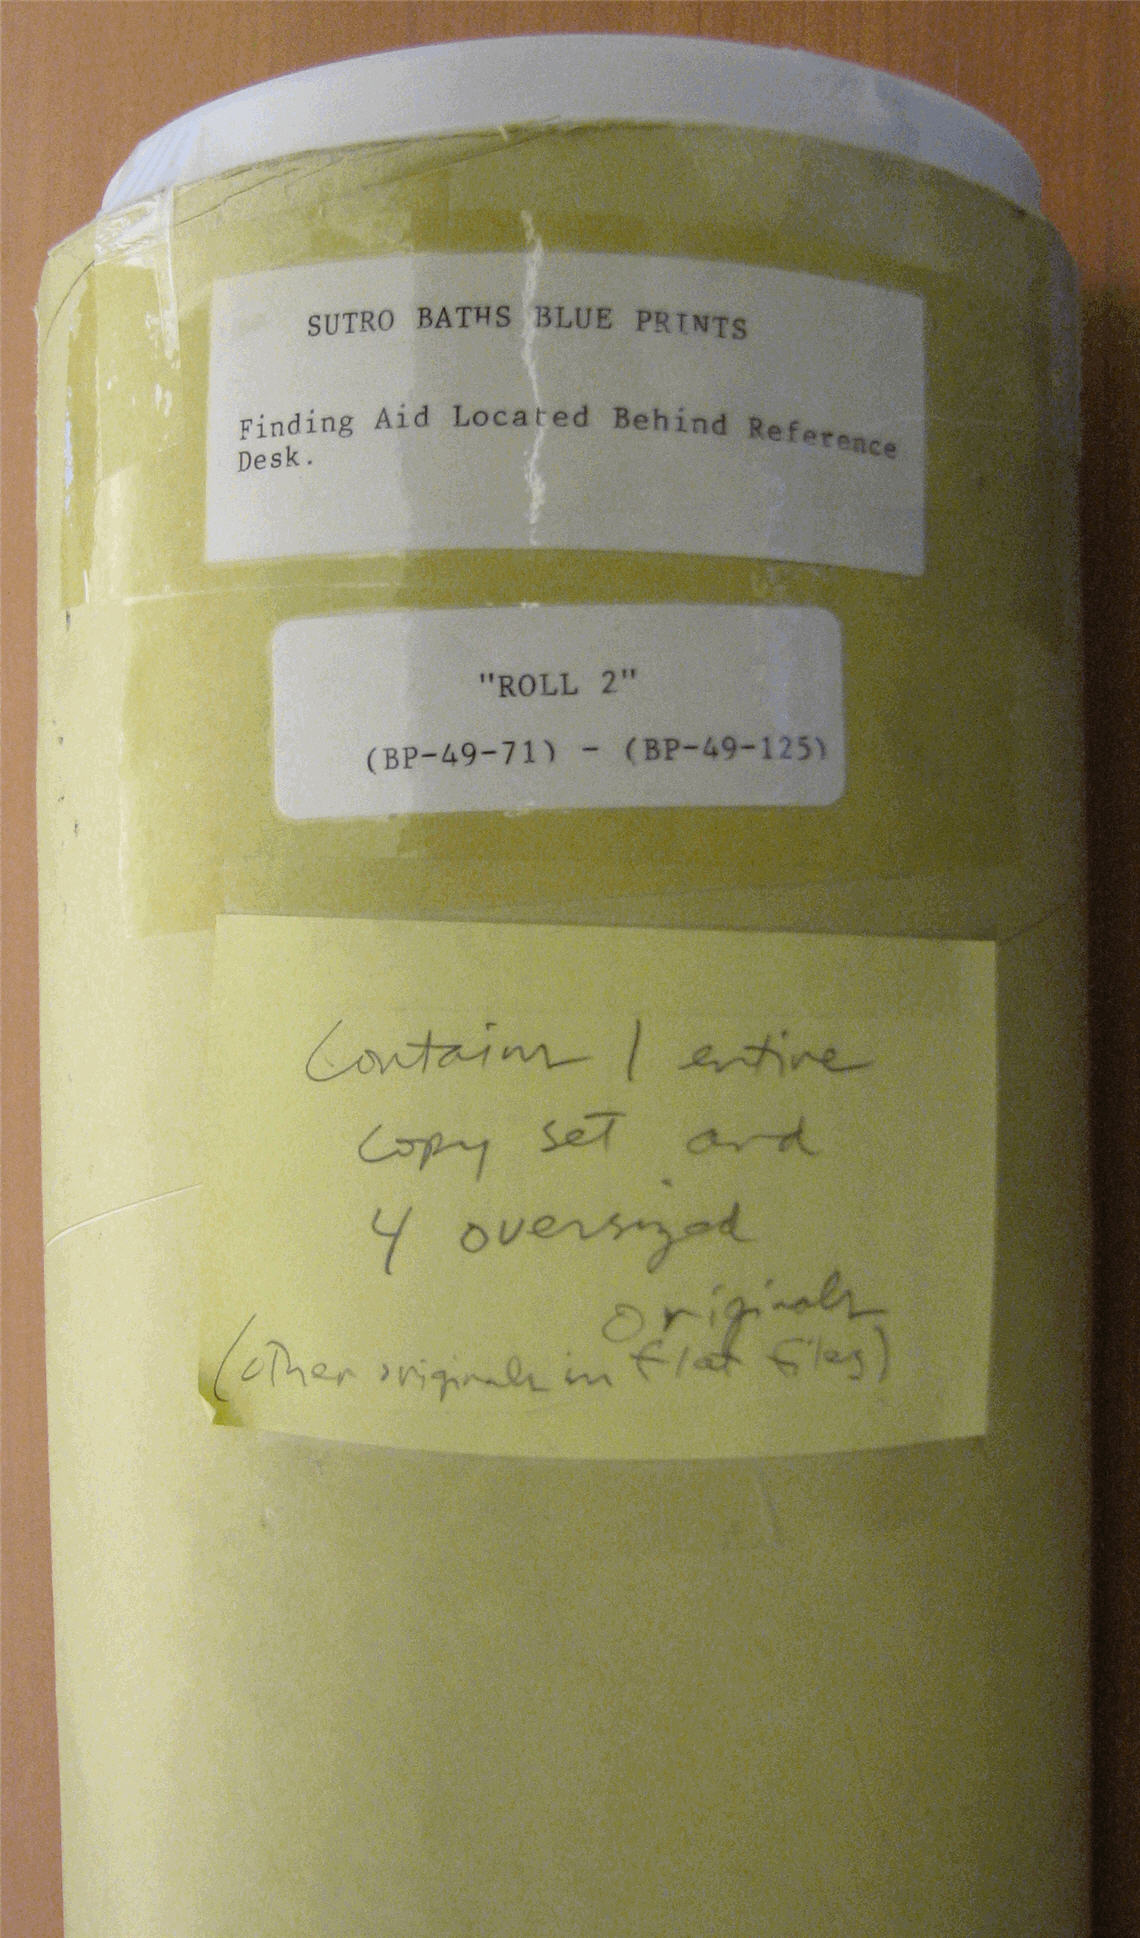 SUTRO BATHS BLUE PRINTS
Finding Aid Located Behind Reference
Desk.
"ROLL 2"
(BP-49-71) - (BP-49-125)
Contains 1 entire
copy set and
4 oversized
originals
(other originals in flat files)